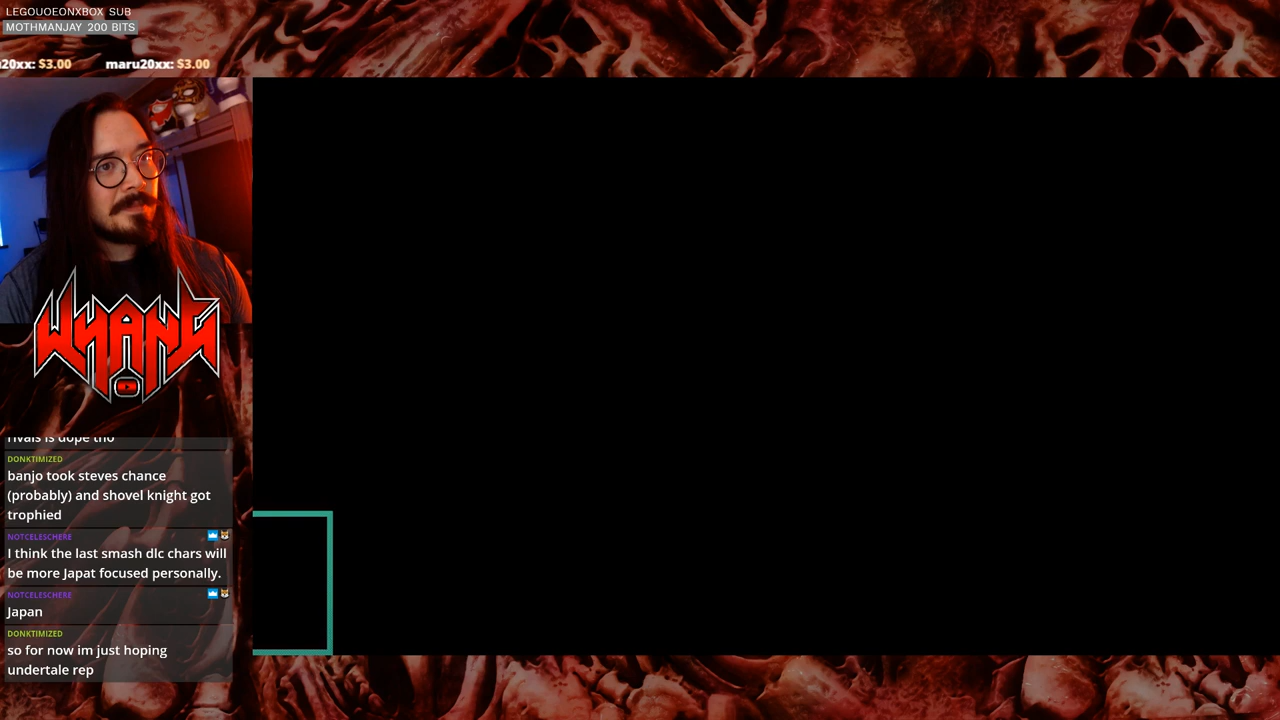 LEGOUOEONXBOX SUB
MOTHMANJAY 200 BITS
20xx: $3.00 maru20xx: $3.00
WYANG
rivals is dope tho
DONKTIMIZED
banjo took steves chance
(probably) and shovel knight got
trophied
NOTCELESCHERE
I think the last smash dlc chars will
be more Japat focused personally.
NOTCELESCHERE
Japan
DONKTIMIZED
so for now im just hoping
undertale rep